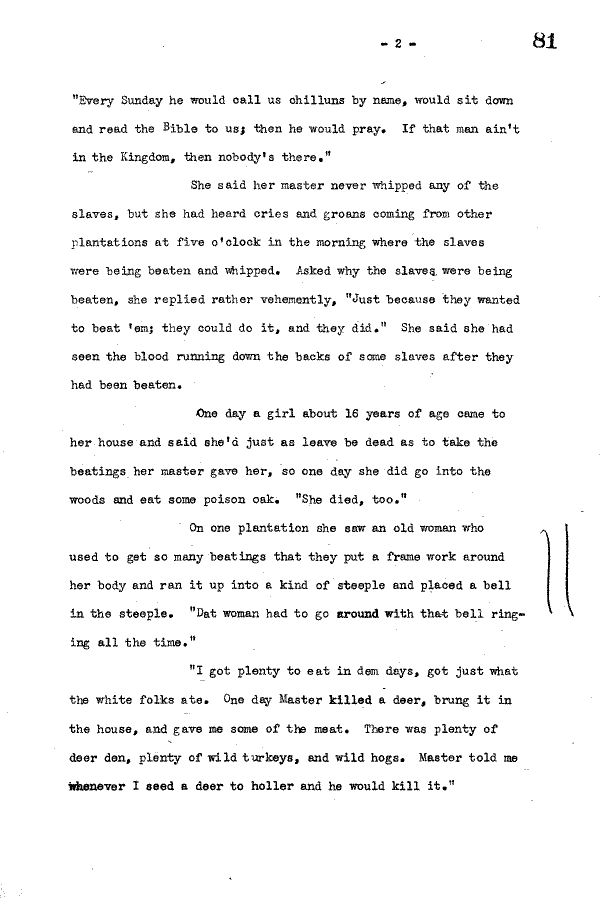 - 2 -
81
"Every Sunday he would call us chilluns by name, would sit down
and read the Bible to us; then he would pray. If that man ain't
in the Kingdom, then nobody's there."
She said her master never whipped any of the
slaves, but she had heard cries and groans coming from other
plantations at five o'clock in the morning where the slaves
were being beaten and whipped. Asked why the slaves were being
beaten, she replied rather vehemently, "Just because they wanted
to beat 'em; they could do it, and they did." She said she had
seen the blood running down the backs of some slaves after they
had been beaten.
One day a girl about 16 years of age came to
her house and said she'd just as leave be dead as to take the
beatings her master gave her, so one day she did go into the
woods and eat some poison oak. "She died, too."
On one plantation she saw an old woman who
used to get so many beatings that they put a frame work around
her body and ran it up into a kind of steeple and placed a bell
in the steeple. "Dat woman had to go around with that bell ring-
ing all the time."
"I got plenty to eat in dem days, got just what
the white folks ate. One day Master killed a deer, brung it in
the house, and gave me some of the meat. There was plenty of
deer den, plenty of wild turkeys, and wild hogs. Master told me
whenever I seed a deer to holler and he would kill it."